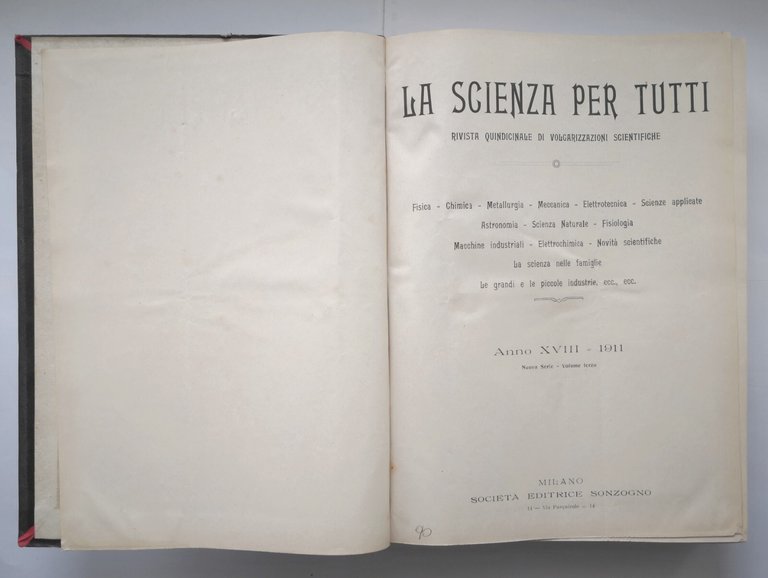 LA SCIENZA PER TUTTI
RIVISTA QUINDICINALE DI VOLGARIZZAZIONI SCIENTIFICHE
Fisica - Chimica - Metallurgia - Meccanica - Elettrotecnica - Scienze applicate
Astronomia - Scienza Naturale - Fisiologia
Macchine industriali - Elettrochimica - Novità scientifiche
La scienza nelle famiglie
Le grandi e le piccole industrie, ecc., ecc.
Anno XVIII - 1911
Nuova Serie - Volume terzo
MILANO
SOCIETÀ EDITRICE SONZOGNO
14 — Via Pasquirolo — 14
90